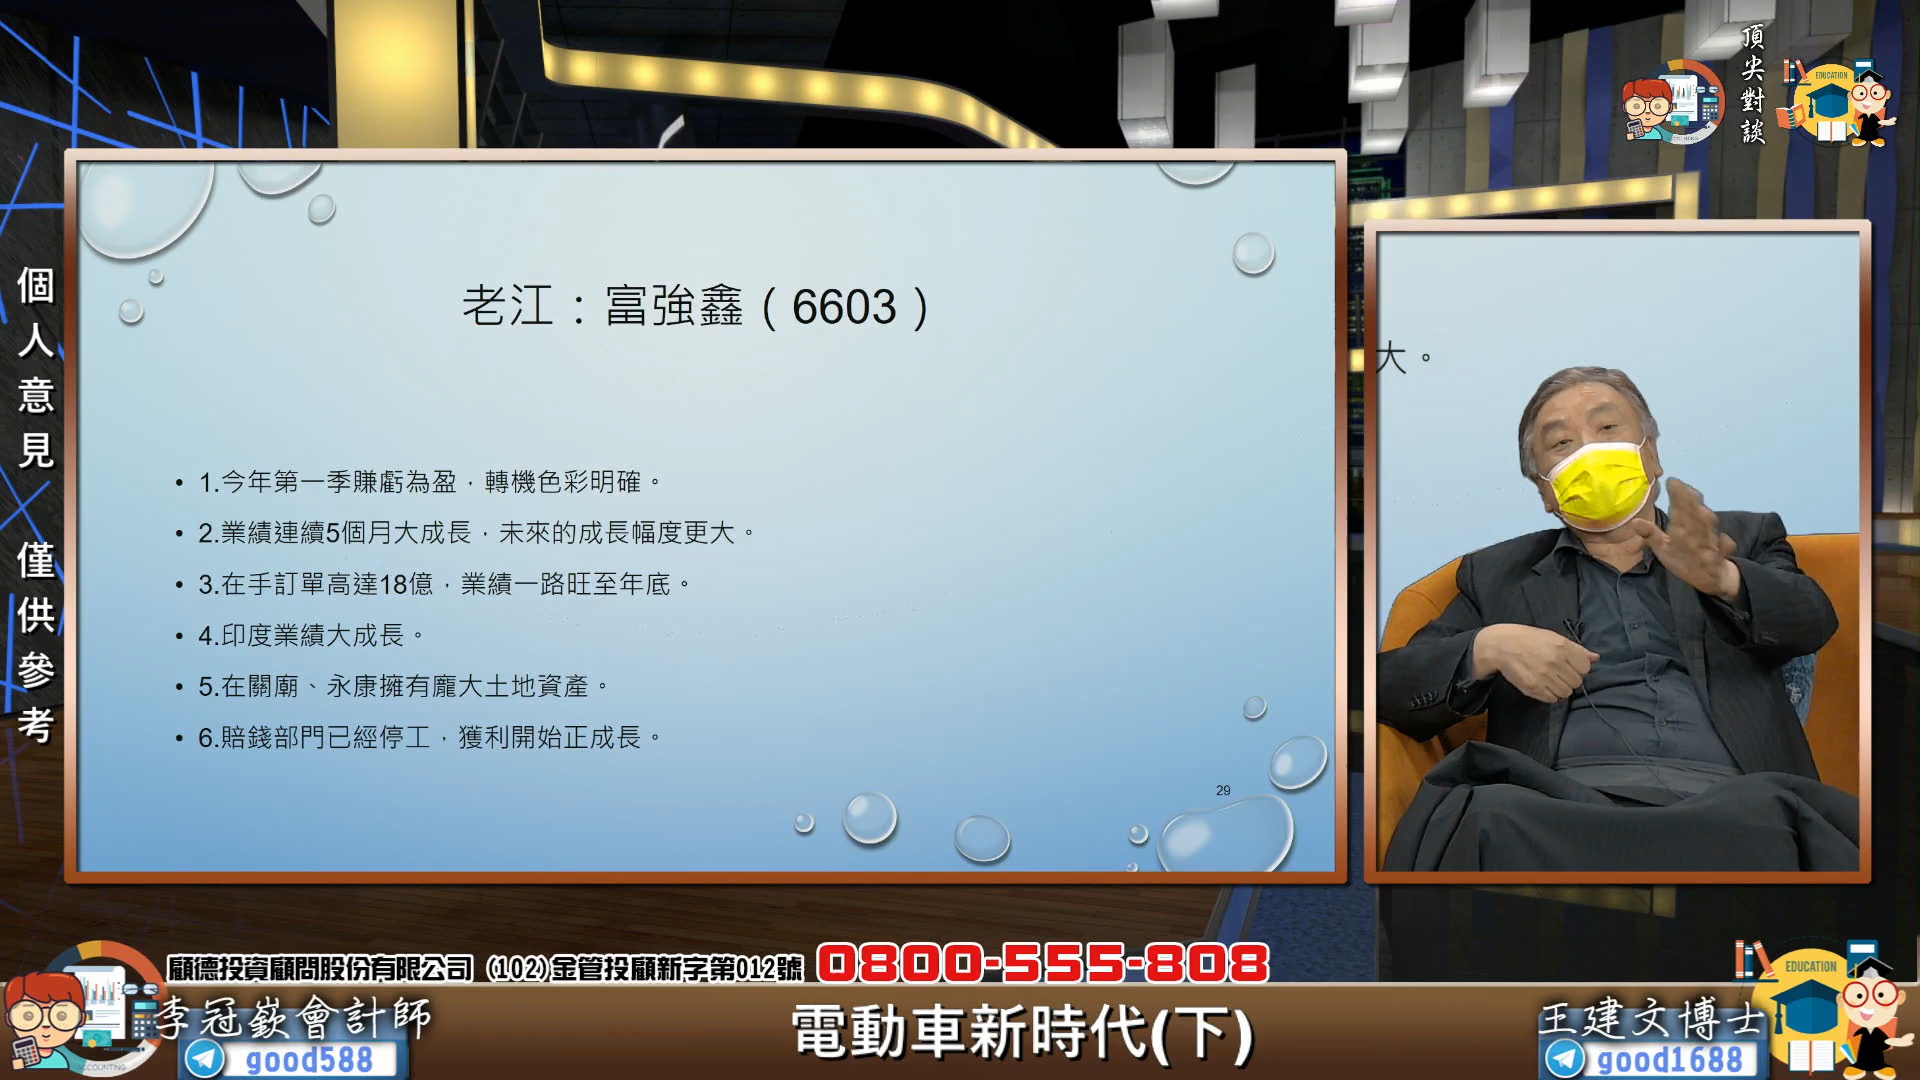 頂尖對談
EDUCATION
個人意見 僅供參考
老江：富強鑫（6603）
• 1.今年第一季賺虧為盈，轉機色彩明確。
• 2.業績連續5個月大成長，未來的成長幅度更大。
• 3.在手訂單高達18億，業績一路旺至年底。
• 4.印度業績大成長。
• 5.在關廟、永康擁有龐大土地資產。
• 6.賠錢部門已經停工，獲利開始正成長。
29
大。
顧德投資顧問股份有限公司 (102)金管投顧新字第012號 0800-555-808
李冠嶔會計師
good588
ACCOUNTING
電動車新時代(下)
王建文博士
good1688
EDUCATION